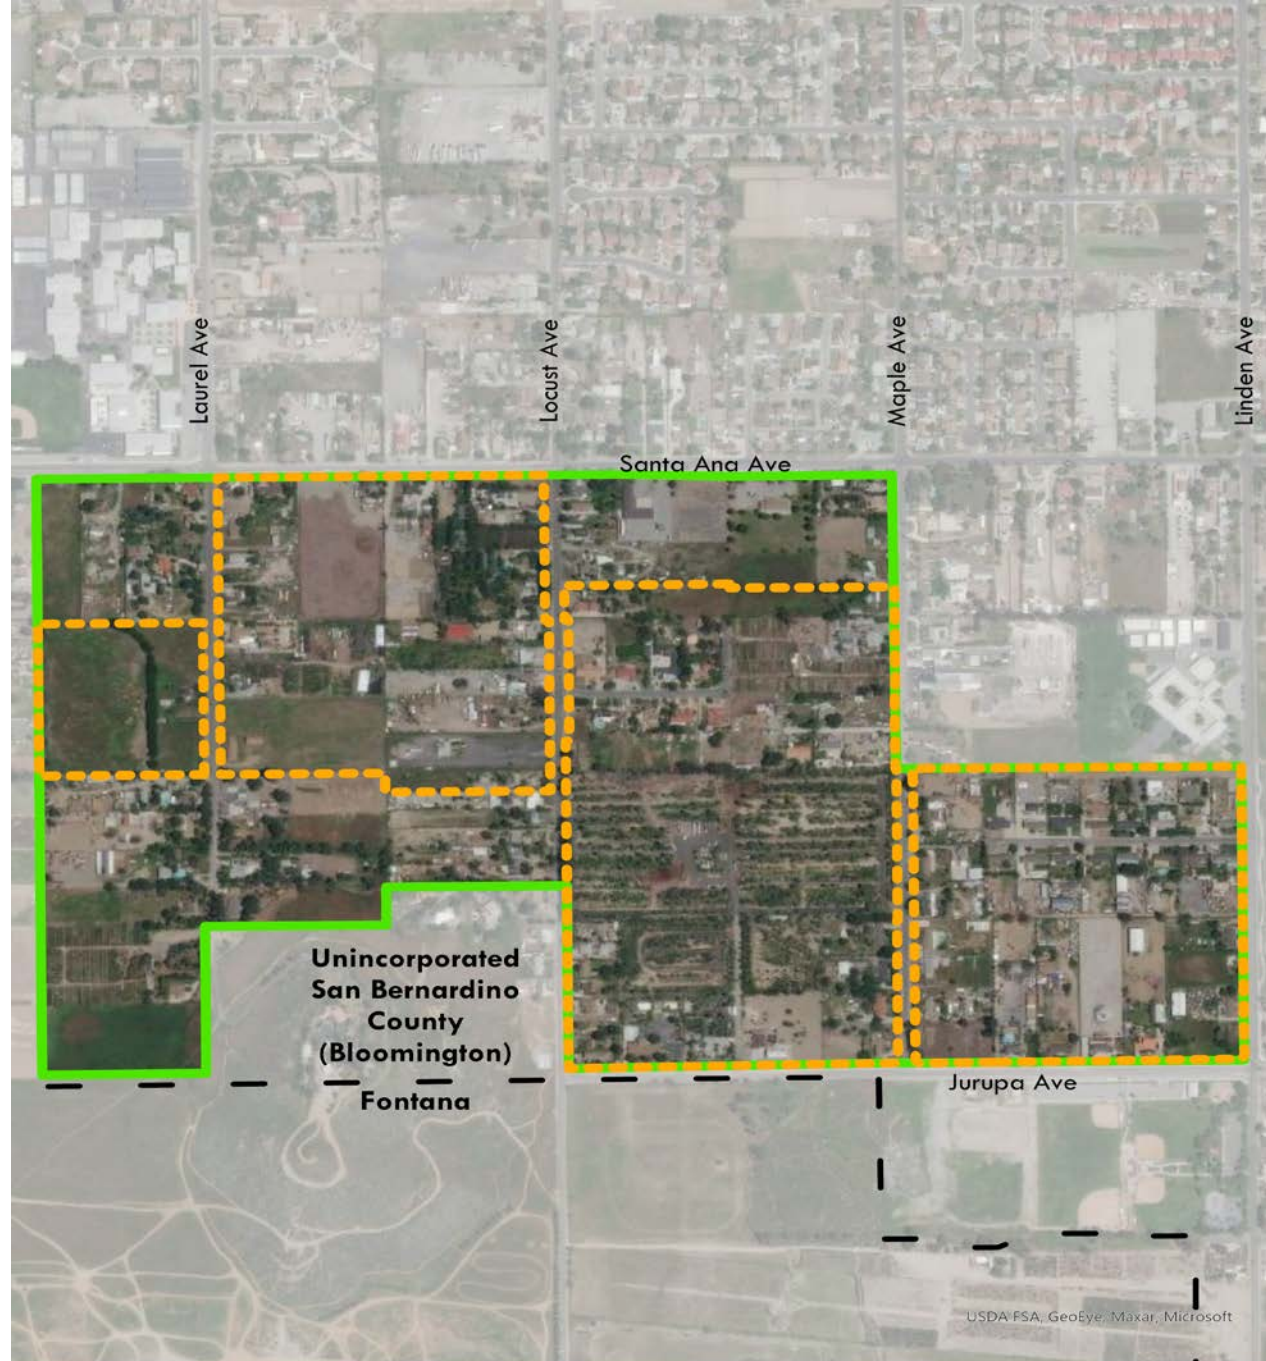 Laurel Ave
Locust Ave
Maple Ave
Linden Ave
Santa Ana Ave
Unincorporated
San Bernardino
County
(Bloomington)
Fontana
Jurupa Ave
USDA FSA, GeoEye, Maxar, Microsoft